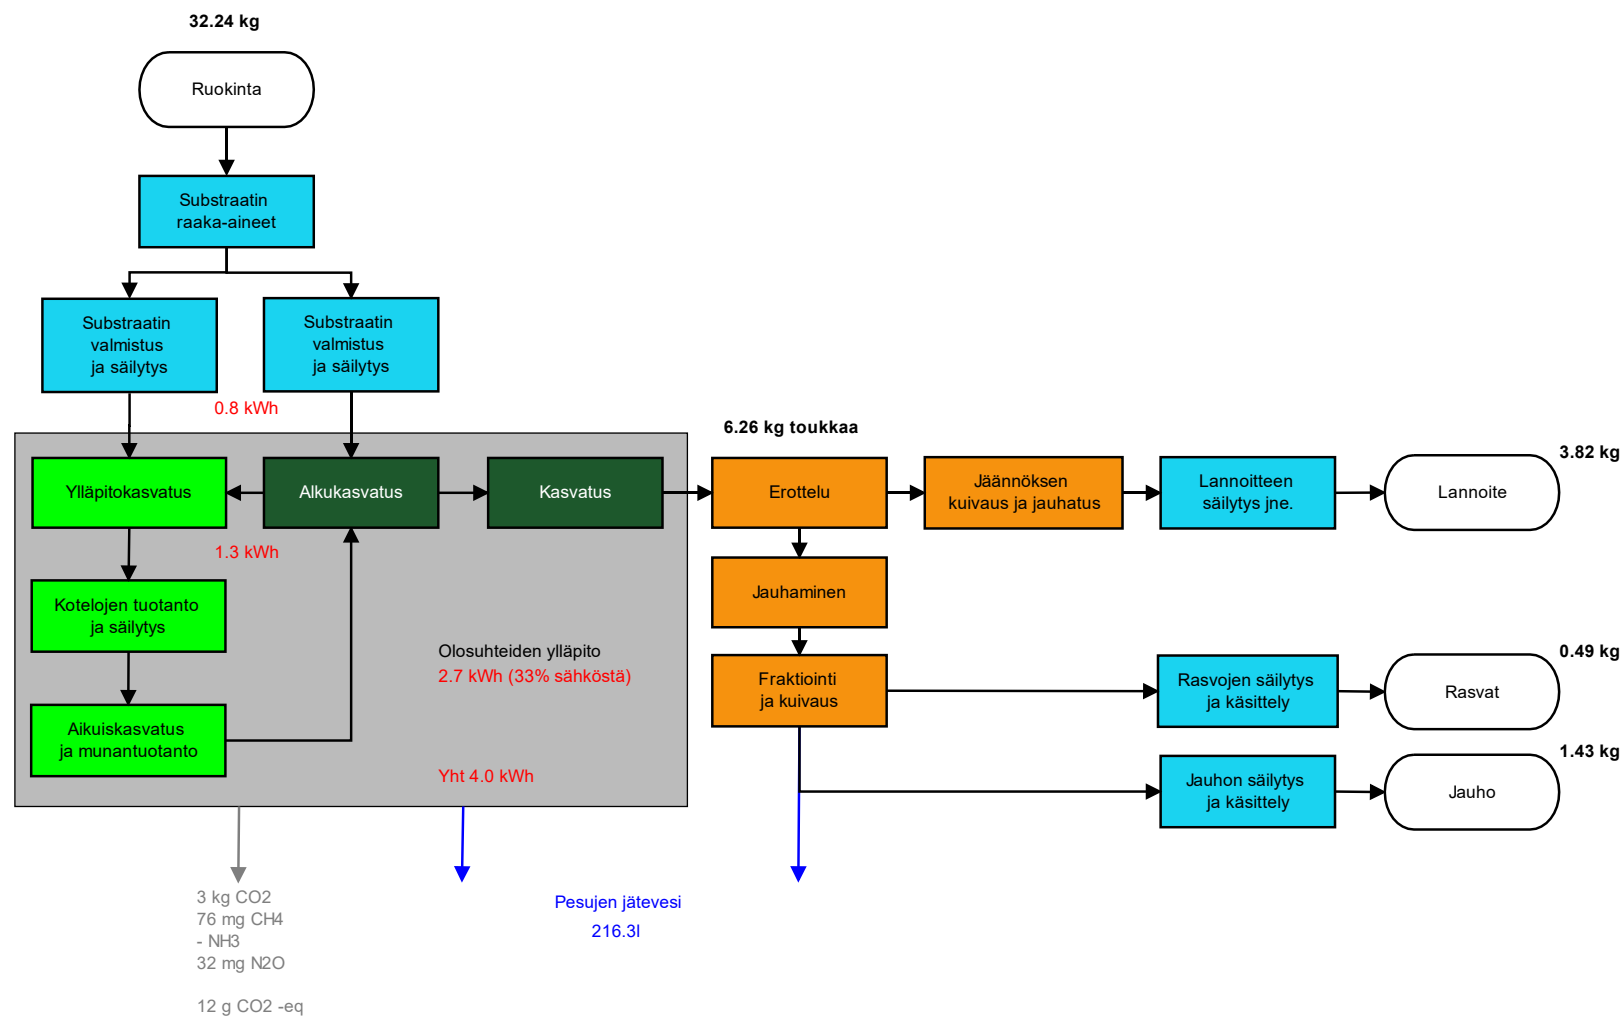 32.24 kg
Ruokinta
Substraatin
raaka-aineet
Substraatin
valmistus
ja säilytys
Substraatin
valmistus
ja säilytys
0.8 kWh
6.26 kg toukkaa
3.82 kg
Ylläpitokasvatus
Alkukasvatus
Kasvatus
Erottelu
Jäännöksen
kuivaus ja jauhatus
Lannoitteen
säilytys jne.
Lannoite
1.3 kWh
Jauhaminen
Kotelojen tuotanto
ja säilytys
Olosuhteiden ylläpito
2.7 kWh (33% sähköstä)
Fraktiointi
ja kuivaus
Rasvojen säilytys
ja käsittely
0.49 kg
Rasvat
Aikuiskasvatus
ja munantuotanto
Yht 4.0 kWh
Jauhon säilytys
ja käsittely
1.43 kg
Jauho
3 kg CO2
76 mg CH4
- NH3
32 mg N2O
12 g CO2 -eq
Pesujen jätevesi
216.3l